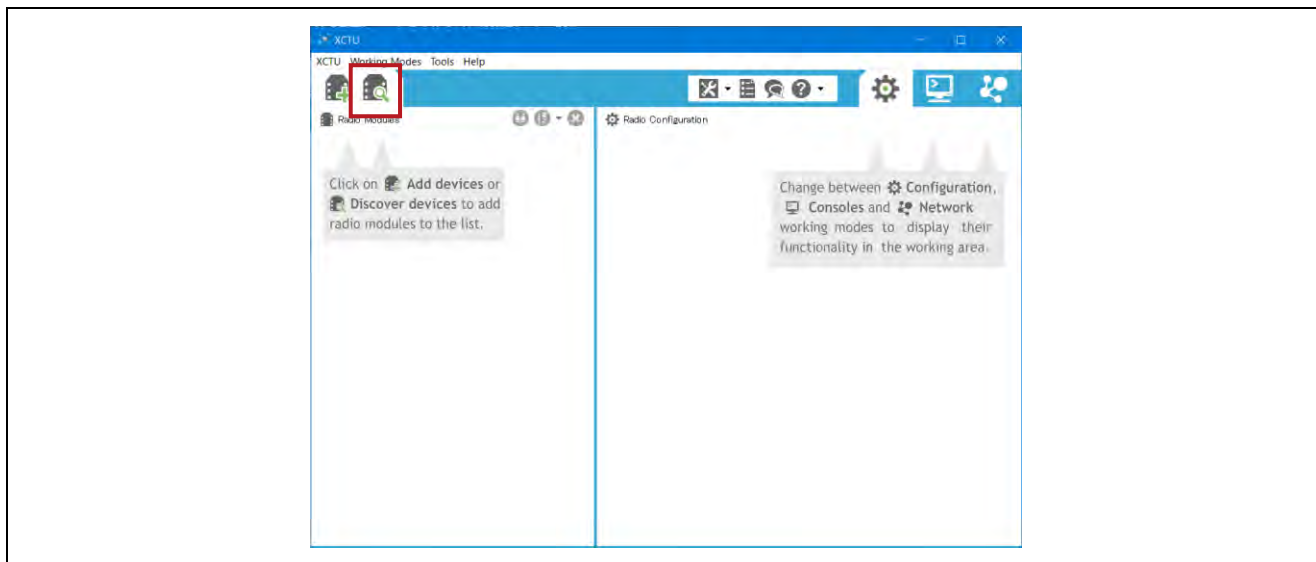 XCTU
XCTU Working Modes Tools Help
Radio Modules
Radio Configuration
Click on Add devices or
Discover devices to add
radio modules to the list.
Change between Configuration,
Consoles and Network
working modes to display their
functionality in the working area.